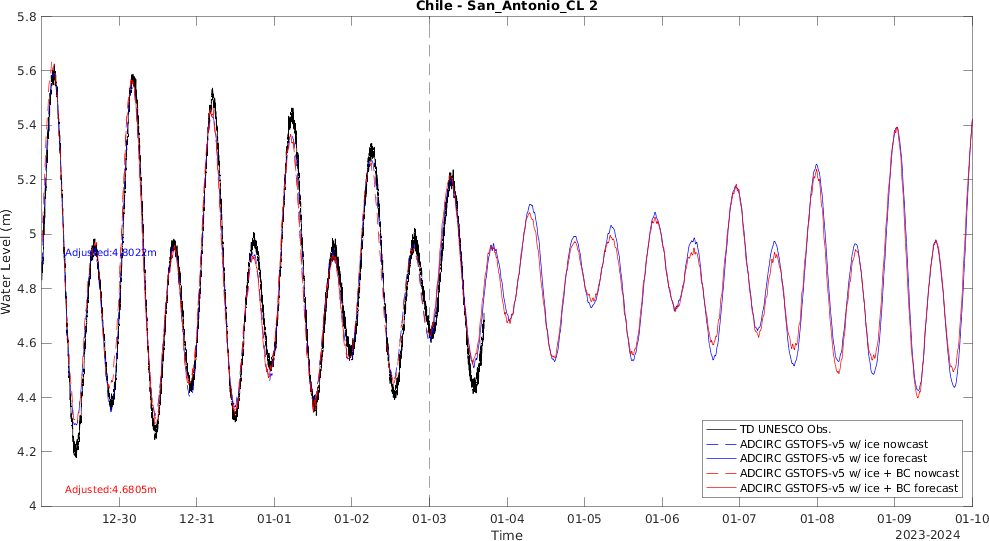 Chile - San_Antonio_CL 2
Water Level (m)
5.8
5.6
5.4
5.2
5
4.8
4.6
4.4
4.2
4
Adjusted:4.8022m
Adjusted:4.6805m
TD UNESCO Obs.
ADCIRC GSTOFS-v5 w/ ice nowcast
ADCIRC GSTOFS-v5 w/ ice forecast
ADCIRC GSTOFS-v5 w/ ice + BC nowcast
ADCIRC GSTOFS-v5 w/ ice + BC forecast
12-30 12-31 01-01 01-02 01-03 01-04 01-05 01-06 01-07 01-08 01-09 01-10
Time
2023-2024